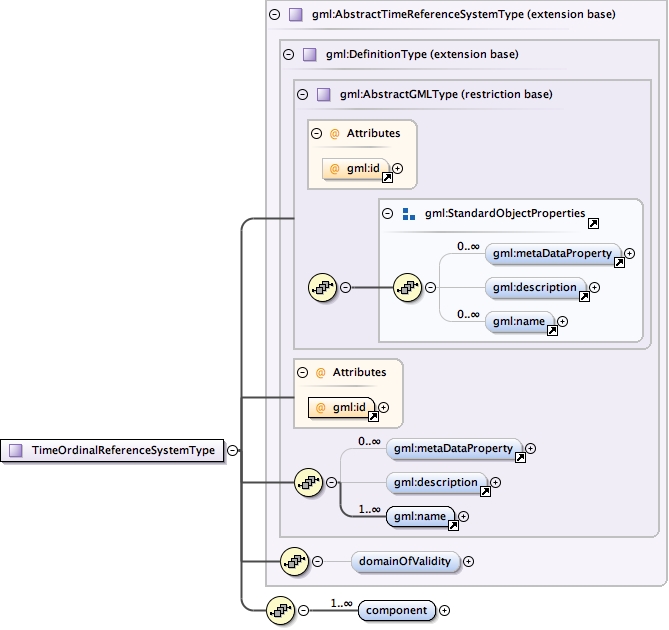 gml:AbstractTimeReferenceSystemType (extension base)
gml:DefinitionType (extension base)
gml:AbstractGMLType (restriction base)
@ Attributes
@ gml:id
gml:StandardObjectProperties
0..∞
gml:metaDataProperty
gml:description
0..∞
gml:name
@ Attributes
@ gml:id
TimeOrdinalReferenceSystemType
0..∞
gml:metaDataProperty
gml:description
1..∞
gml:name
domainOfValidity
1..∞
component